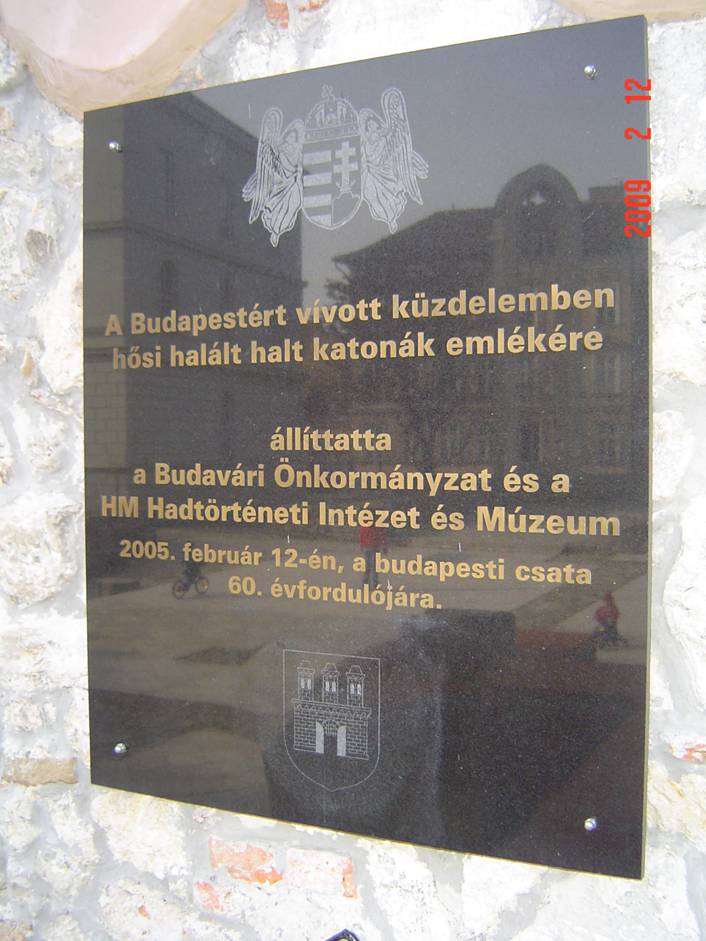 A Budapestért vívott küzdelemben
hősi halált halt katonák emlékére
állíttatta
a Budavári Önkormányzat és a
HM Hadtörténeti Intézet és Múzeum
2005. február 12-én, a budapesti csata
60. évfordulójára.
2009 2 12